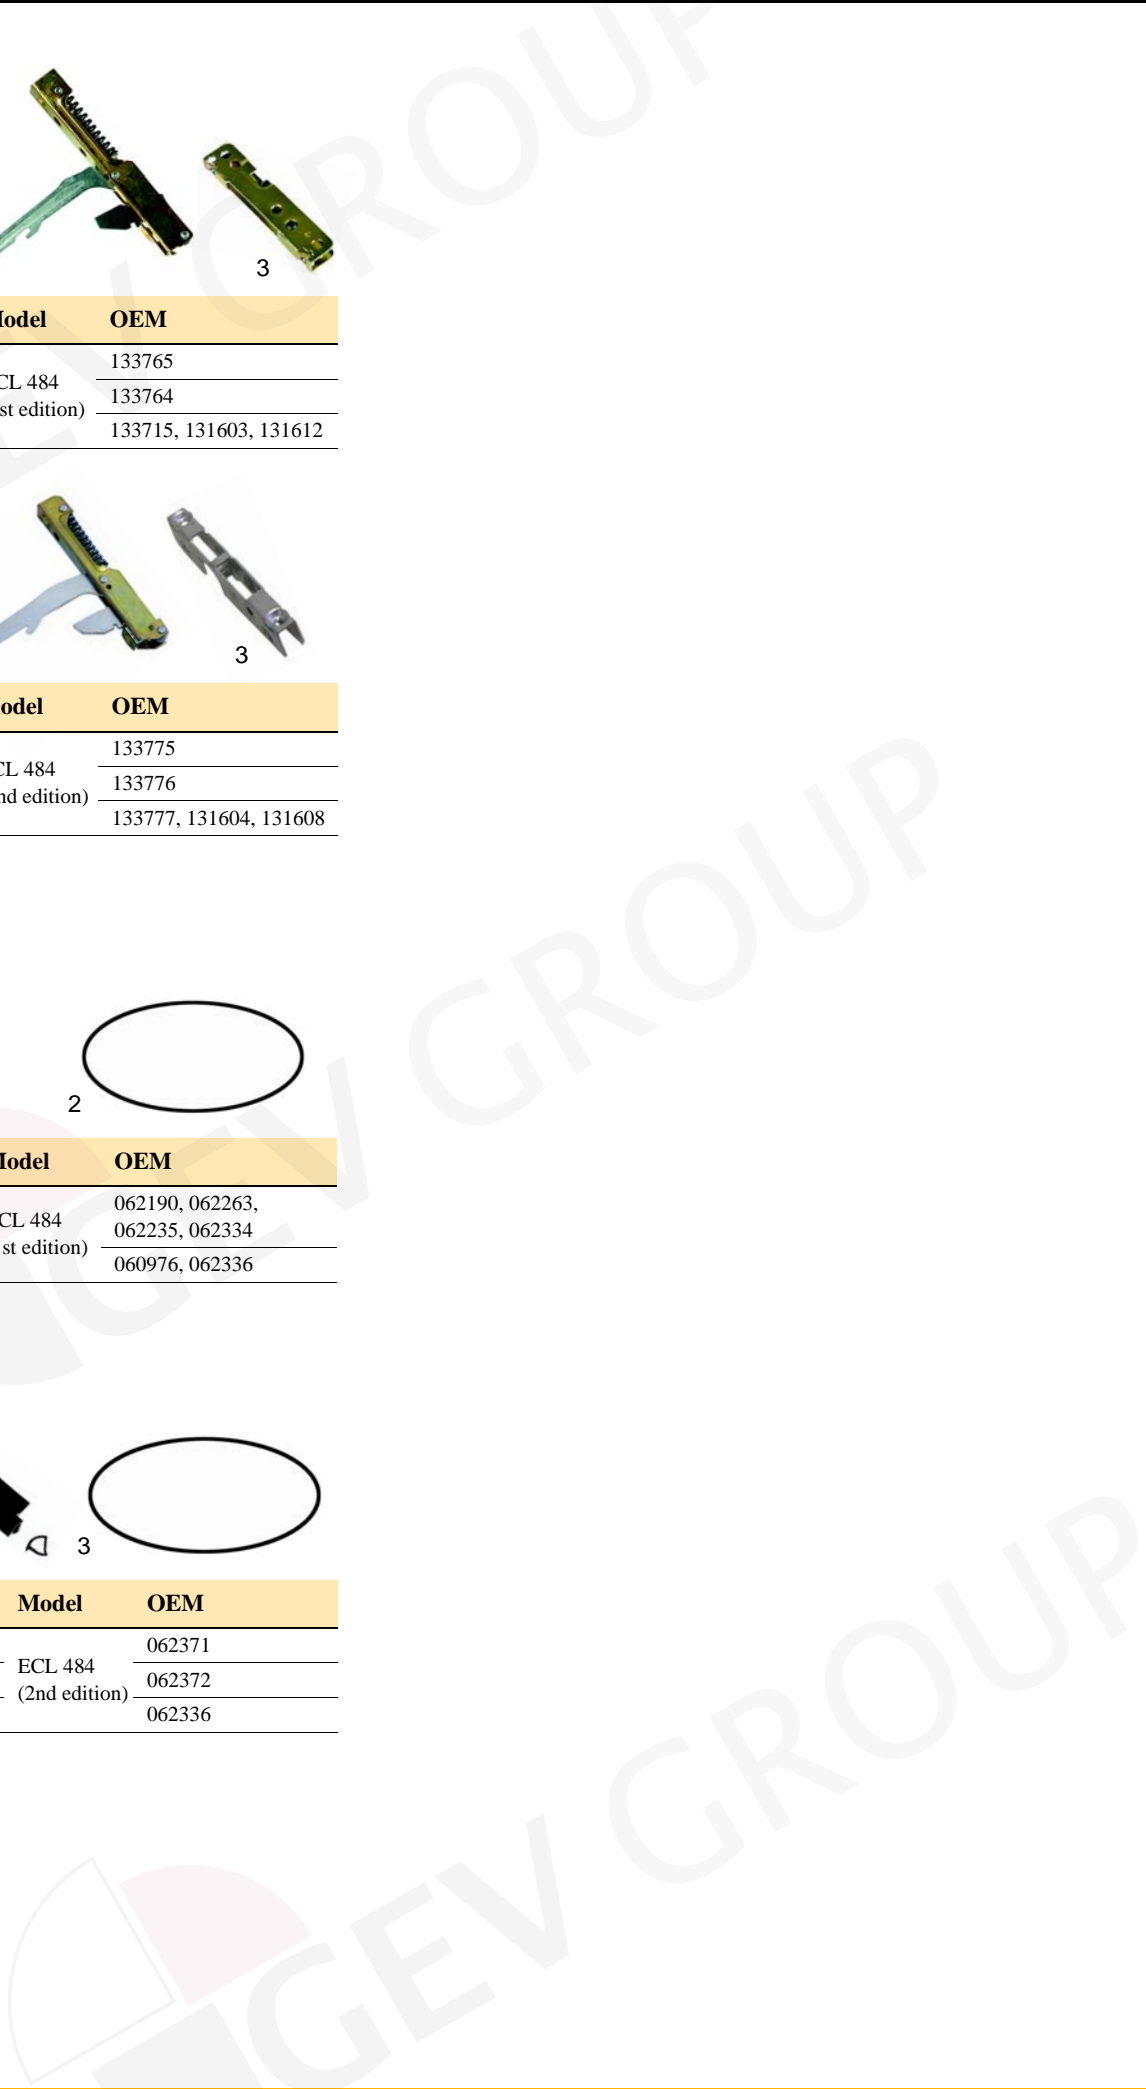 3
Model OEM
133765
CL 484
133764
st edition)
133715, 131603, 131612
3
odel OEM
133775
CL 484
133776
nd edition)
133777, 131604, 131608
2
Model OEM
062190, 062263,
CL 484
062235, 062334
st edition)
060976, 062336
3
Model OEM
062371
ECL 484
062372
(2nd edition)
062336
GEV GROUP
GEV GROUP
GEV GROUP